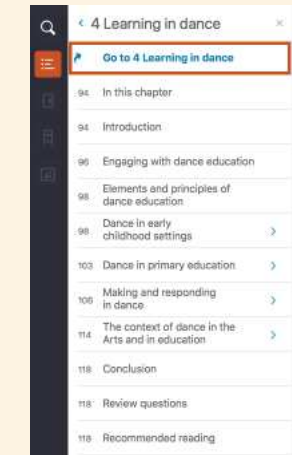 4 Learning in dance
Go to 4 Learning in dance
94 In this chapter
94 Introduction
96 Engaging with dance education
98 Elements and principles of
dance education
98 Dance in early
childhood settings
103 Dance in primary education
106 Making and responding
in dance
114 The context of dance in the
Arts and in education
118 Conclusion
118 Review questions
118 Recommended reading